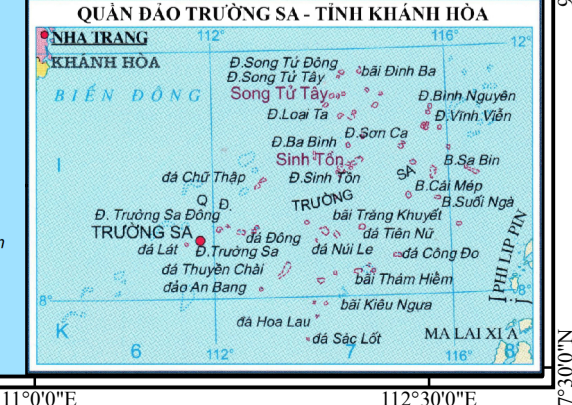 QUẦN ĐẢO TRƯỜNG SA - TỈNH KHÁNH HÒA
NHA TRANG
112°
116°
12°
KHÁNH HÒA
Đ.Song Tử Đông
Đ.Song Tử Tây
bãi Đinh Ba
BIỂN ĐÔNG
Song Tử Tây
Đ.Bình Nguyên
Đ.Loại Ta
Đ.Vĩnh Viễn
Đ.Sơn Ca
Đ.Ba Bình
Sinh Tồn
B.Sa Bin
I
đá Chữ Thập
Đ.Sinh Tồn
SA
B.Cái Mép
Q Đ.
TRƯỜNG
B.Suối Ngà
Đ. Trường Sa Đông
bãi Trăng Khuyết
TRƯỜNG SA
đá Đông
đá Tiên Nữ
đá Lát
Đ.Trường Sa
đá Núi Le
đá Công Đo
đá Thuyền Chài
bãi Thám Hiểm
PHI LIP PIN
đảo An Bang
8°
8°
bãi Kiêu Ngựa
đá Hoa Lau
K
đá Sác Lốt
MA LAI XI A
J
6
112°
7
116°
8
111°0'0"E
112°30'0"E
7°30'0"N